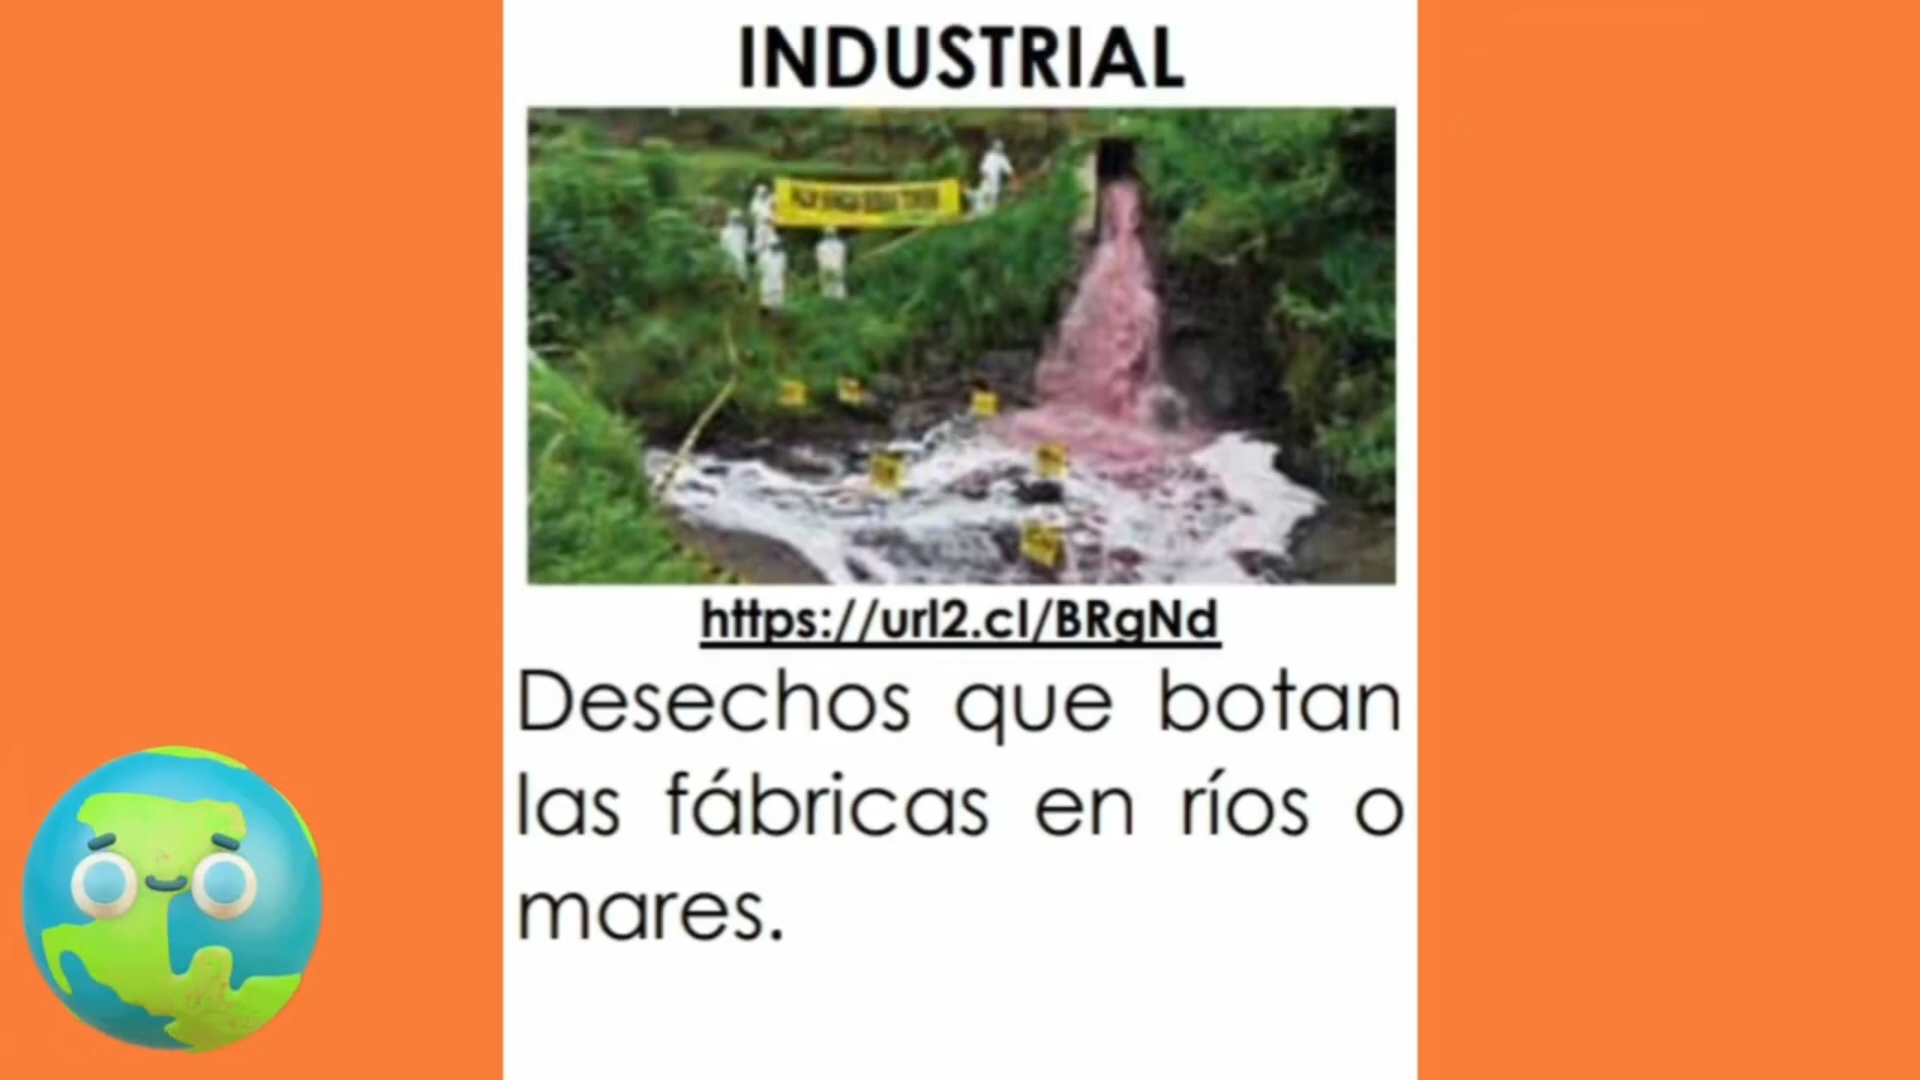 INDUSTRIAL
https://url2.cl/BRgNd
Desechos que botan
las fábricas en ríos o
mares.